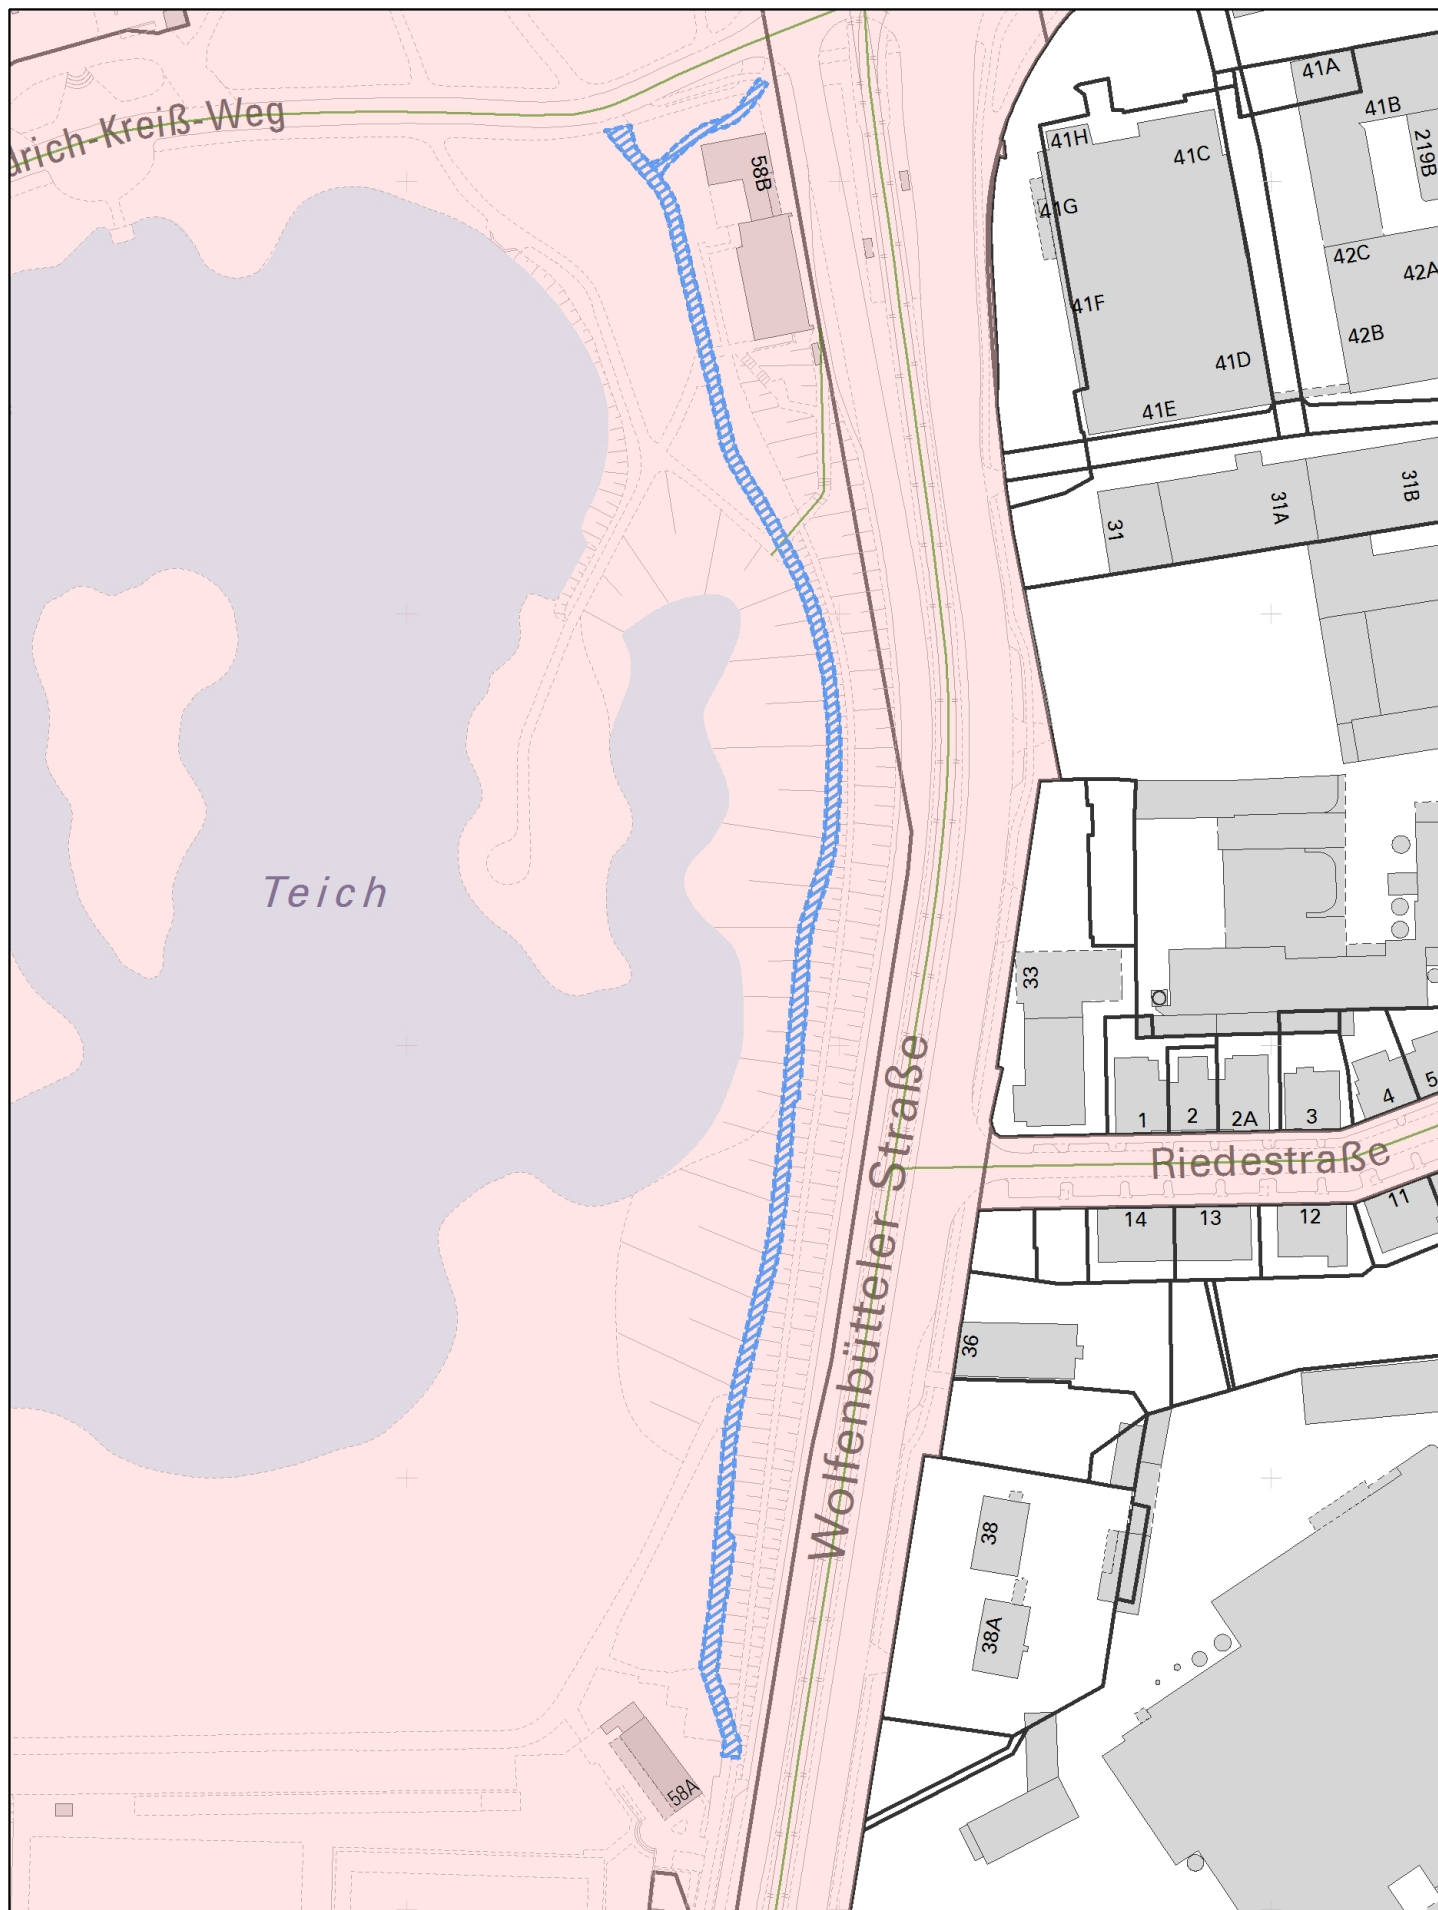 drich-Kreiß-Weg
41A
41B
41H
41C
219B
58B
41G
42C
42A
41F
42B
41D
41E
31
31A
31B
Teich
33
Wolfenbütteler Straße
1
2
2A
3
4
5
Riedestraße
14
13
12
11
36
38
38A
58A